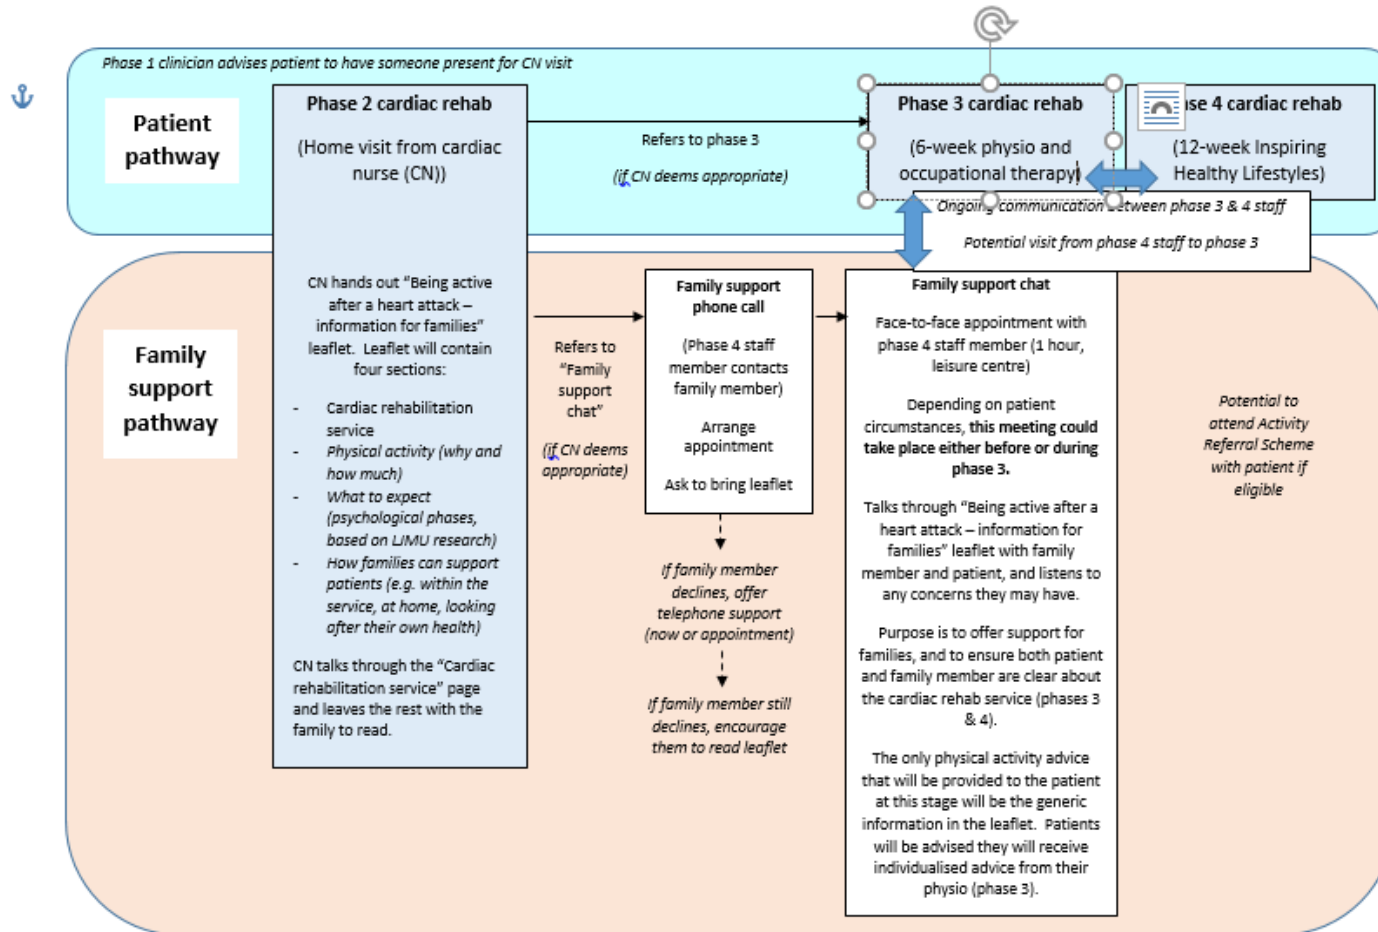 Phase 1 clinician advises patient to have someone present for CN visit
Patient
pathway
Phase 2 cardiac rehab
(Home visit from cardiac
nurse (CN))
Refers to phase 3
(if CN deems appropriate)
Phase 3 cardiac rehab
(6-week physio and
occupational therapy)
se 4 cardiac rehab
(12-week Inspiring
Healthy Lifestyles)
Ongoing communication between phase 3 & 4 staff
Potential visit from phase 4 staff to phase 3
Family
support
pathway
CN hands out “Being active
after a heart attack –
information for families”
leaflet. Leaflet will contain
four sections:
- Cardiac rehabilitation
service
- Physical activity (why and
how much)
- What to expect
(psychological phases,
based on LJMU research)
- How families can support
patients (e.g. within the
service, at home, looking
after their own health)
CN talks through the “Cardiac
rehabilitation service” page
and leaves the rest with the
family to read.
Refers to
“Family
support
chat”
(if CN deems
appropriate)
Family support
phone call
(Phase 4 staff
member contacts
family member)
Arrange
appointment
Ask to bring leaflet
If family member
declines, offer
telephone support
(now or appointment)
If family member still
declines, encourage
them to read leaflet
Family support chat
Face-to-face appointment with
phase 4 staff member (1 hour,
leisure centre)
Depending on patient
circumstances, this meeting could
take place either before or during
phase 3.
Talks through “Being active after a
heart attack – information for
families” leaflet with family
member and patient, and listens to
any concerns they may have.
Purpose is to offer support for
families, and to ensure both patient
and family member are clear about
the cardiac rehab service (phases 3
& 4).
The only physical activity advice
that will be provided to the patient
at this stage will be the generic
information in the leaflet. Patients
will be advised they will receive
individualised advice from their
physio (phase 3).
Potential to
attend Activity
Referral Scheme
with patient if
eligible